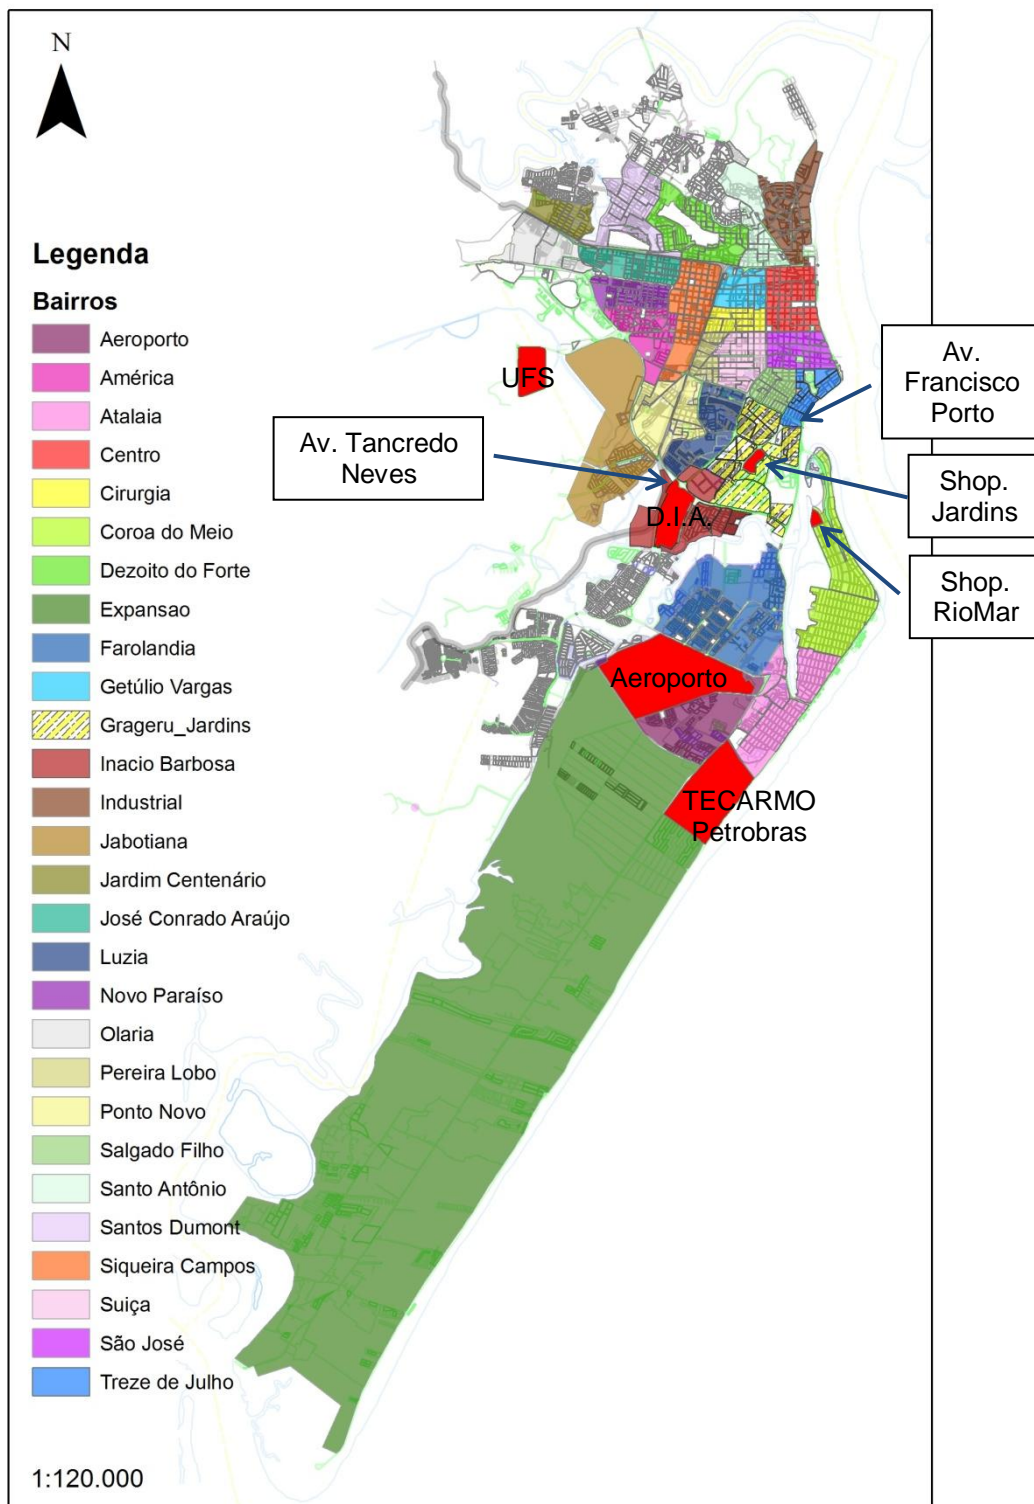 N
Legenda
Bairros
Aeroporto
América
Atalaia
Centro
Cirurgia
Coroa do Meio
Dezoito do Forte
Expansao
Farolandia
Getúlio Vargas
Grageru_Jardins
Inacio Barbosa
Industrial
Jabotiana
Jardim Centenário
José Conrado Araújo
Luzia
Novo Paraíso
Olaria
Pereira Lobo
Ponto Novo
Salgado Filho
Santo Antônio
Santos Dumont
Siqueira Campos
Suiça
São José
Treze de Julho
1:120.000
UFS
Av. Tancredo
Neves
D.I.A.
Av.
Francisco
Porto
Shop.
Jardins
Shop.
RioMar
Aeroporto
TECARMO
Petrobras